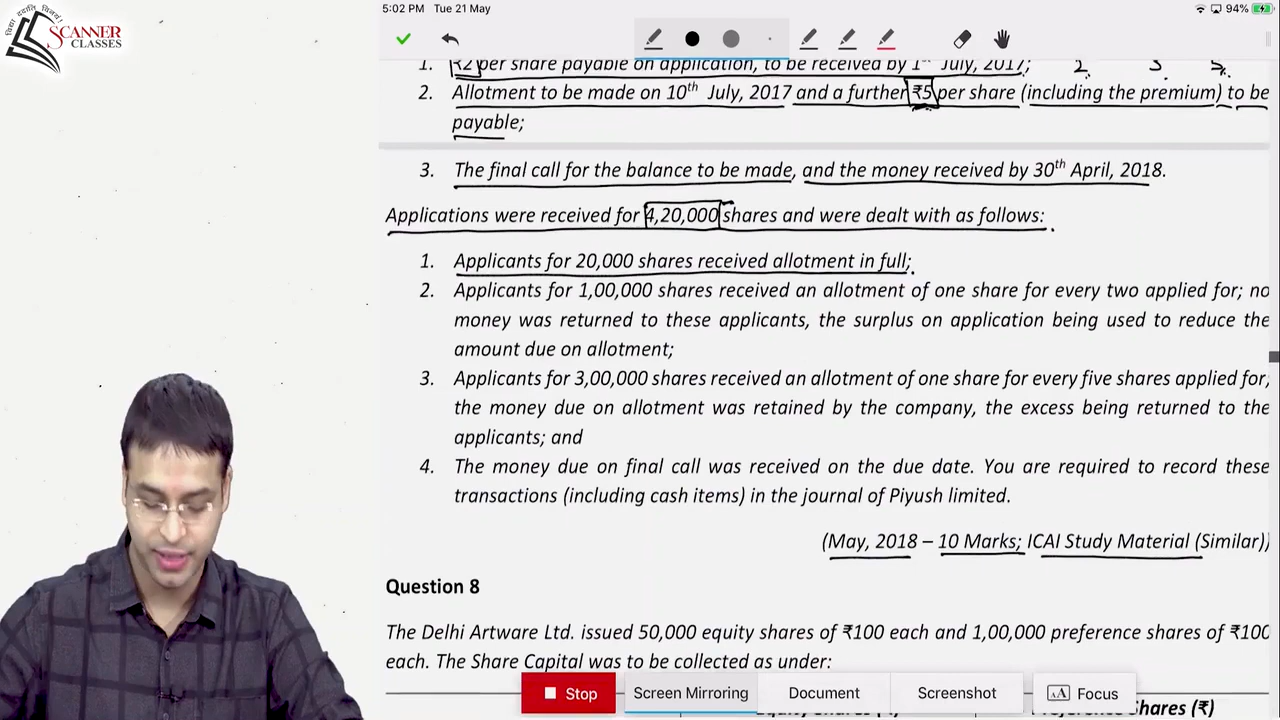 विद्या ददाति विनयं
SCANNER
CLASSES
5:02 PM Tue 21 May
94%
1. ₹2 per share payable on application, to be received by 1st July, 2017; 2 3 5
2. Allotment to be made on 10th July, 2017 and a further ₹5 per share (including the premium) to be
payable;
3. The final call for the balance to be made, and the money received by 30th April, 2018.
Applications were received for 4,20,000 shares and were dealt with as follows:
1. Applicants for 20,000 shares received allotment in full;
2. Applicants for 1,00,000 shares received an allotment of one share for every two applied for; no
money was returned to these applicants, the surplus on application being used to reduce the
amount due on allotment;
3. Applicants for 3,00,000 shares received an allotment of one share for every five shares applied for;
the money due on allotment was retained by the company, the excess being returned to the
applicants; and
4. The money due on final call was received on the due date. You are required to record these
transactions (including cash items) in the journal of Piyush limited.
(May, 2018 – 10 Marks; ICAI Study Material (Similar))
Question 8
The Delhi Artware Ltd. issued 50,000 equity shares of ₹100 each and 1,00,000 preference shares of ₹100
each. The Share Capital was to be collected as under:
Stop Screen Mirroring Document Screenshot AA Focus
Shares (₹)